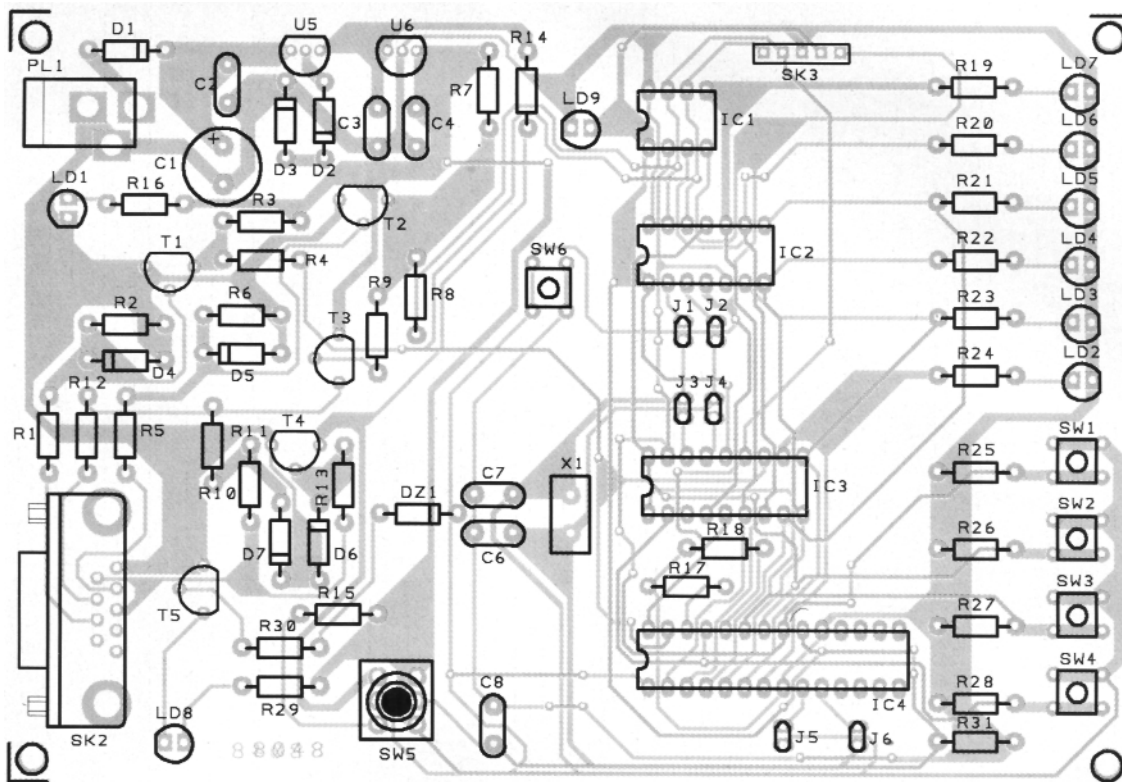 D1
U5
U6
R14
PL1
C2
R7
SK3
R19
LD7
LD9
IC1
C3
C4
LD6
R20
C1
D3
D2
LD1
R16
R21
LD5
R3
T2
T1
R4
SW6
IC2
R22
LD4
R9
R8
R2
R6
T3
J1
J2
R23
LD3
D4
D5
R12
R24
LD2
J3
J4
R1
R5
R11
T4
SW1
R25
R10
R13
DZ1
C7
X1
IC3
SW2
R26
D7
D6
C6
R18
R17
SW3
T5
R15
R27
R30
SW4
R29
C8
IC4
R28
LD8
R31
SK2
88048
SW5
J5
J6
+